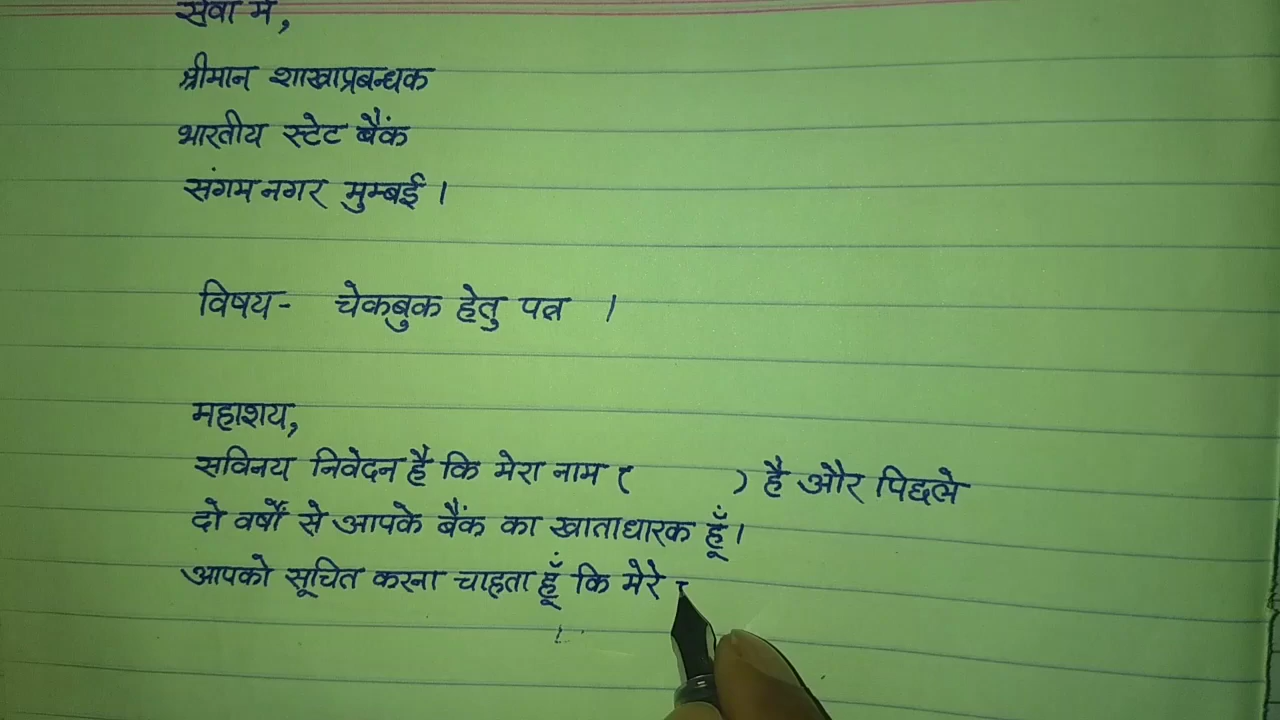 सेवा में,
श्रीमान शाखाप्रबन्धक
भारतीय स्टेट बैंक
संगम नगर मुम्बई ।
विषय- चेकबुक हेतु पत्र ।
महाशय,
सविनय निवेदन है कि मेरा नाम ( ) है और पिछले
दो वर्षों से आपके बैंक का खाताधारक हूँ।
आपको सूचित करना चाहता हूँ कि मेरे